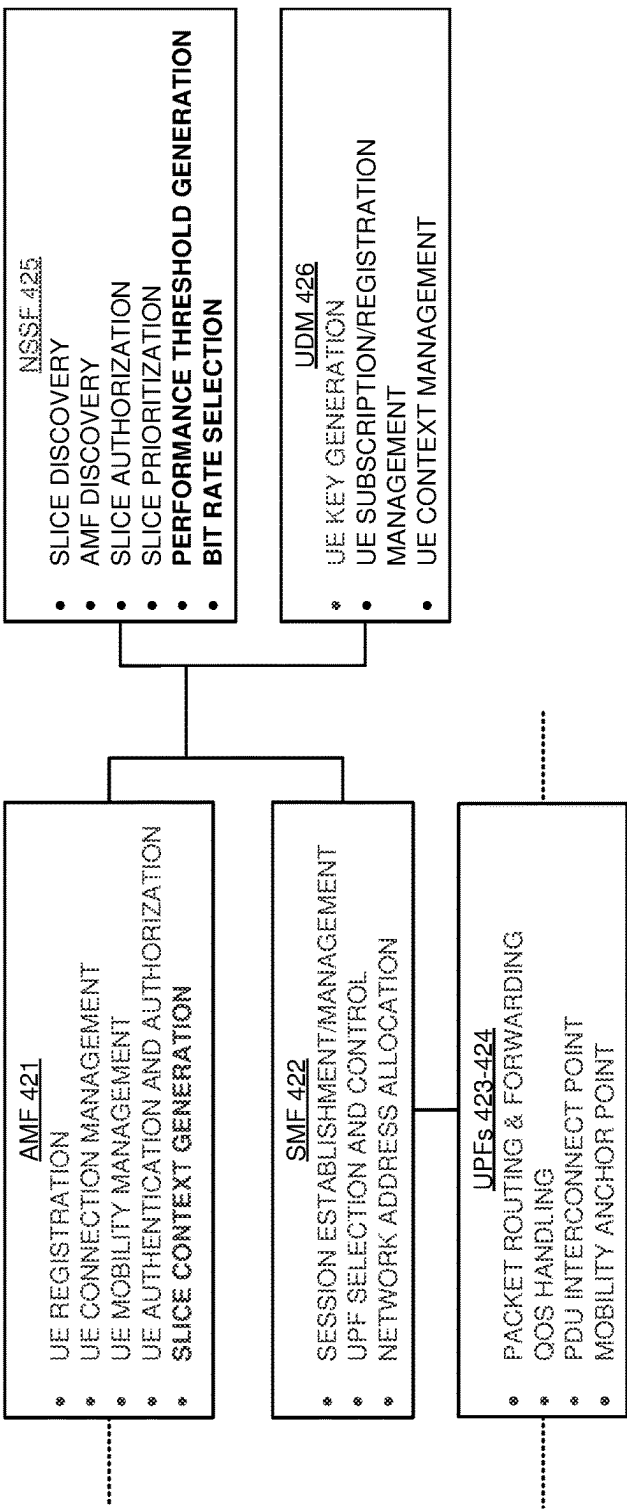 AMF 421
• UE REGISTRATION
• UE CONNECTION MANAGEMENT
• UE MOBILITY MANAGEMENT
• UE AUTHENTICATION AND AUTHORIZATION
• SLICE CONTEXT GENERATION
SMF 422
• SESSION ESTABLISHMENT/MANAGEMENT
• UPF SELECTION AND CONTROL
• NETWORK ADDRESS ALLOCATION
UPFs 423-424
• PACKET ROUTING & FORWARDING
• QOS HANDLING
• PDU INTERCONNECT POINT
• MOBILITY ANCHOR POINT
NSSF 425
• SLICE DISCOVERY
• AMF DISCOVERY
• SLICE AUTHORIZATION
• SLICE PRIORITIZATION
• PERFORMANCE THRESHOLD GENERATION
• BIT RATE SELECTION
UDM 426
• UE KEY GENERATION
• UE SUBSCRIPTION/REGISTRATION
MANAGEMENT
• UE CONTEXT MANAGEMENT